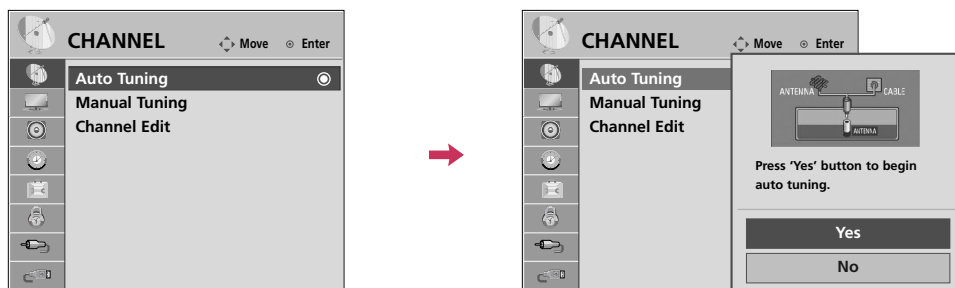 CHANNEL Move Enter
Auto Tuning
Manual Tuning
Channel Edit
CHANNEL Move Enter
Auto Tuning
Manual Tuning
Channel Edit
ANTENNA CABLE
ANTENNA
Press ‘Yes’ button to begin
auto tuning.
Yes
No